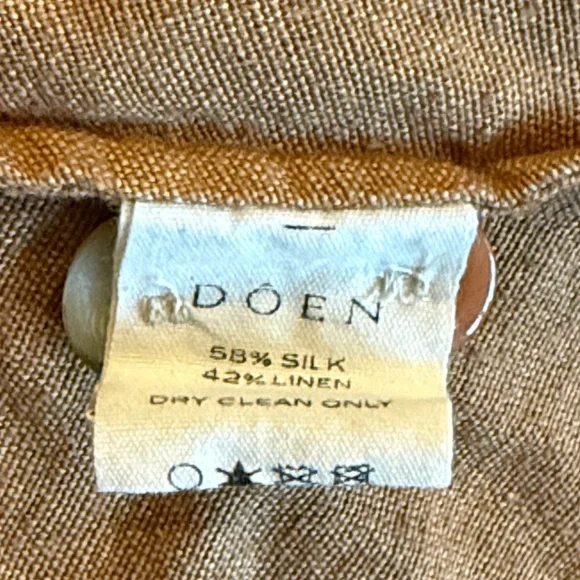 DÔEN
58% SILK
42% LINEN
DRY CLEAN ONLY